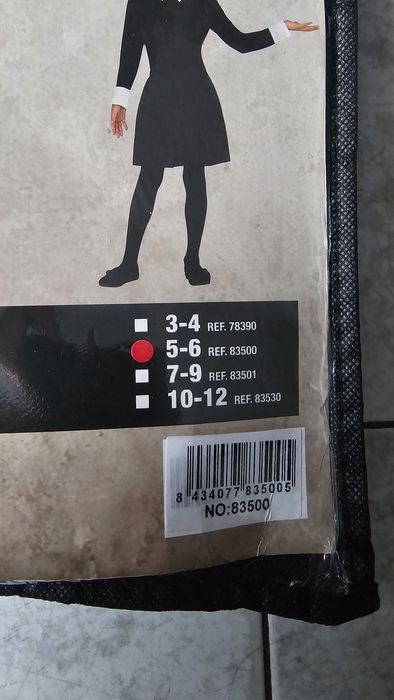 3-4 REF. 78390
5-6 REF. 83500
7-9 REF. 83501
10-12 REF. 83530
8 434077 835005
NO:83500